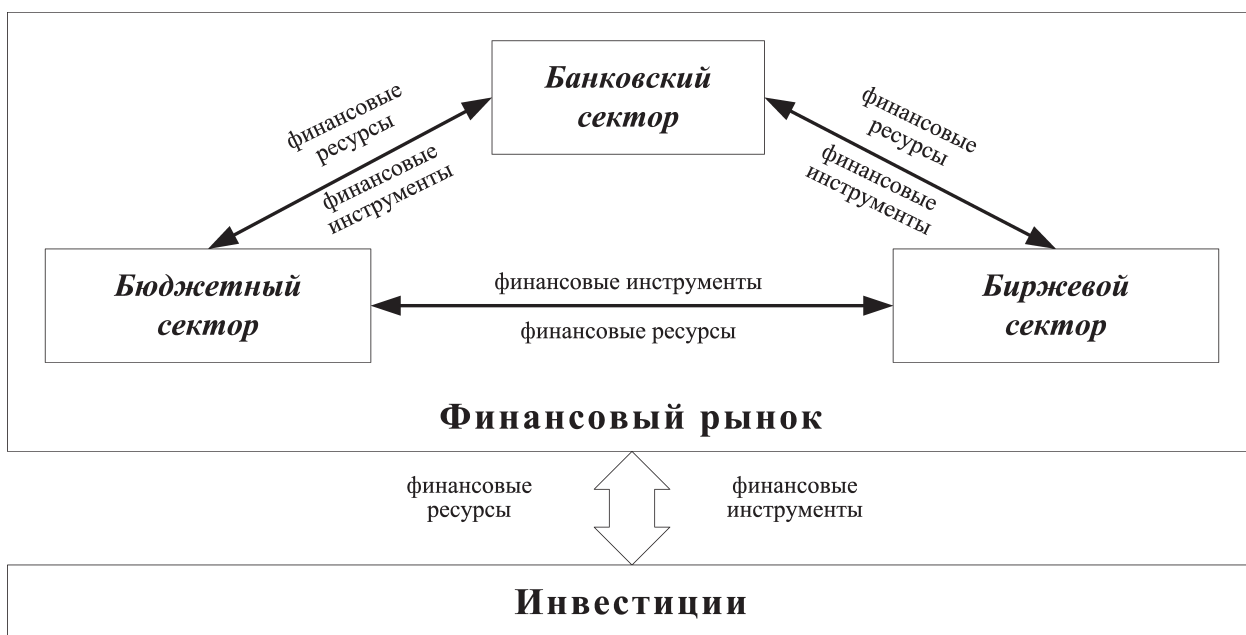 Банковский
сектор
финансовые
ресурсы
финансовые
инструменты
финансовые
ресурсы
финансовые
инструменты
Бюджетный
сектор
финансовые инструменты
финансовые ресурсы
Биржевой
сектор
Финансовый рынок
финансовые
ресурсы
финансовые
инструменты
Инвестиции